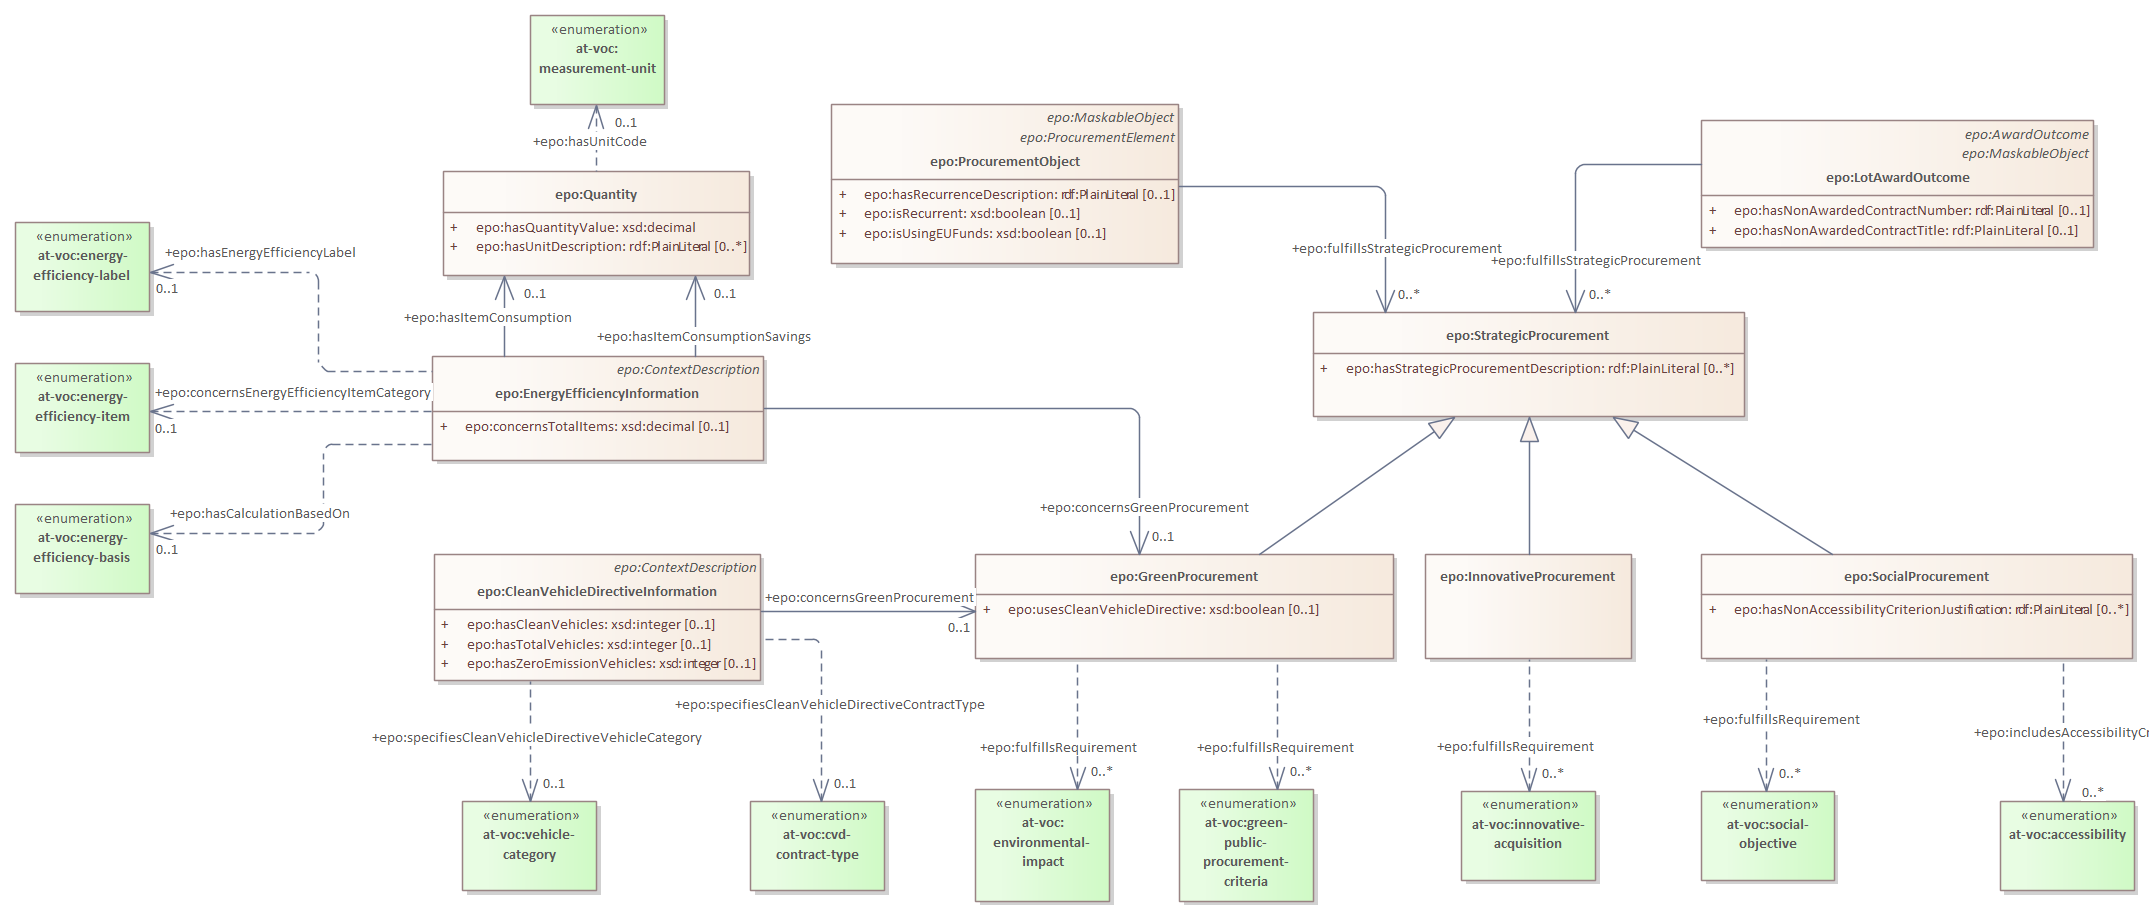 «enumeration»
at-voc:
measurement-unit
0..1
+epo:hasUnitCode
epo:Quantity
+ epo:hasQuantityValue: xsd:decimal
+ epo:hasUnitDescription: rdf:PlainLiteral [0..*]
epo:MaskableObject
epo:ProcurementElement
epo:ProcurementObject
+ epo:hasRecurrenceDescription: rdf:PlainLiteral [0..1]
+ epo:isRecurrent: xsd:boolean [0..1]
+ epo:isUsingEUFunds: xsd:boolean [0..1]
epo:AwardOutcome
epo:MaskableObject
epo:LotAwardOutcome
+ epo:hasNonAwardedContractNumber: rdf:PlainLiteral [0..1]
+ epo:hasNonAwardedContractTitle: rdf:PlainLiteral [0..1]
«enumeration»
at-voc:energy-
efficiency-label
+epo:hasEnergyEfficiencyLabel
0..1
0..1
+epo:hasItemConsumption
0..1
+epo:hasItemConsumptionSavings
+epo:fulfillsStrategicProcurement
0..*
+epo:fulfillsStrategicProcurement
0..*
epo:StrategicProcurement
+ epo:hasStrategicProcurementDescription: rdf:PlainLiteral [0..*]
«enumeration»
at-voc:energy-
efficiency-item
+epo:concernsEnergyEfficiencyItemCategory
0..1
epo:ContextDescription
epo:EnergyEfficiencyInformation
+ epo:concernsTotalItems: xsd:decimal [0..1]
«enumeration»
at-voc:energy-
efficiency-basis
+epo:hasCalculationBasedOn
0..1
+epo:concernsGreenProcurement
0..1
epo:ContextDescription
epo:CleanVehicleDirectiveInformation
+ epo:hasCleanVehicles: xsd:integer [0..1]
+ epo:hasTotalVehicles: xsd:integer [0..1]
+ epo:hasZeroEmissionVehicles: xsd:integer [0..1]
+epo:concernsGreenProcurement
0..1
epo:GreenProcurement
+ epo:usesCleanVehicleDirective: xsd:boolean [0..1]
epo:InnovativeProcurement
epo:SocialProcurement
+ epo:hasNonAccessibilityCriterionJustification: rdf:PlainLiteral [0..*]
+epo:specifiesCleanVehicleDirectiveVehicleCategory
0..1
+epo:specifiesCleanVehicleDirectiveContractType
0..1
+epo:fulfillsRequirement
0..*
+epo:fulfillsRequirement
0..*
+epo:fulfillsRequirement
0..*
+epo:fulfillsRequirement
0..*
+epo:includesAccessibilityCr
0..*
«enumeration»
at-voc:vehicle-
category
«enumeration»
at-voc:cvd-
contract-type
«enumeration»
at-voc:
environmental-
impact
«enumeration»
at-voc:green-
public-
procurement-
criteria
«enumeration»
at-voc:innovative-
acquisition
«enumeration»
at-voc:social-
objective
«enumeration»
at-voc:accessibility